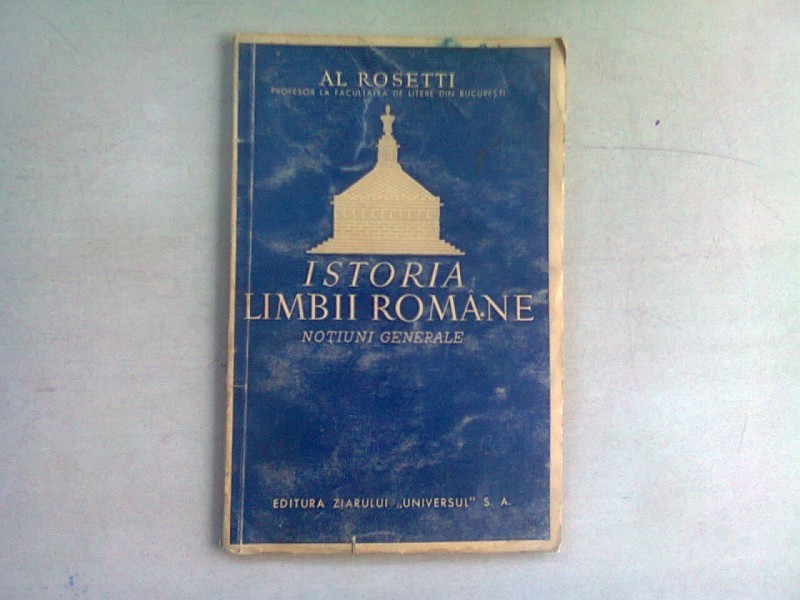 AL ROSETTI
PROFESOR LA FACULTATEA DE LITERE DIN BUCUREȘTI
ISTORIA
LIMBII ROMÂNE
NOȚIUNI GENERALE
EDITURA ZIARULUI „UNIVERSUL" S. A.